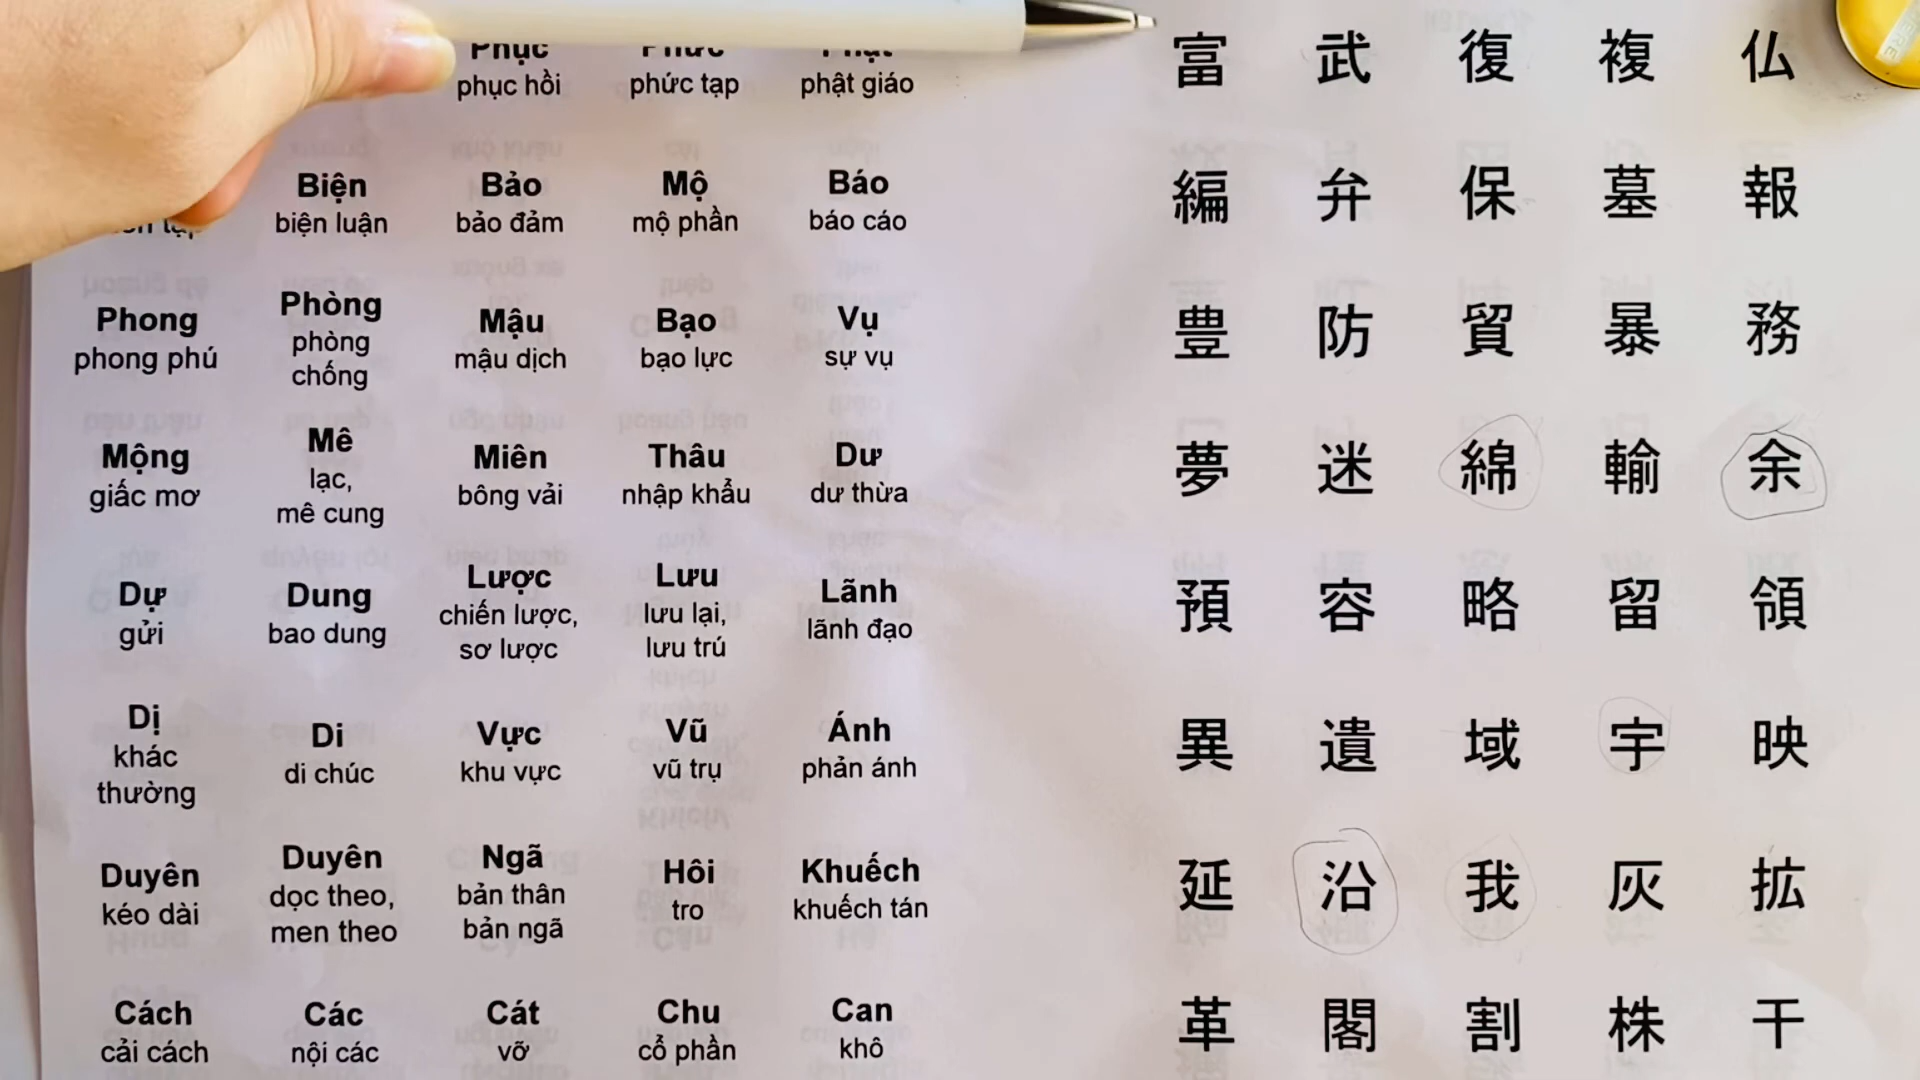 Phục
phục hồi
phức tạp
phật giáo
富 武 復 複 仏
Biện Bảo Mộ Báo
biện luận bảo đảm mộ phần báo cáo
編 弁 保 墓 報
Phong Phòng Mậu Bạo Vụ
phong phú phòng chống mậu dịch bạo lực sự vụ
豊 防 貿 暴 務
Mộng Mê Miên Thâu Dư
giấc mơ lạc, mê cung bông vải nhập khẩu dư thừa
夢 迷 綿 輸 余
Dự Dung Lược Lưu Lãnh
gửi bao dung chiến lược, sơ lược lưu lại, lưu trú lãnh đạo
預 容 略 留 領
Dị Di Vực Vũ Ánh
khác thường di chúc khu vực vũ trụ phản ánh
異 遺 域 宇 映
Duyên Duyên Ngã Hôi Khuếch
kéo dài dọc theo, men theo bản thân bản ngã tro khuếch tán
延 沿 我 灰 拡
Cách Các Cát Chu Can
cải cách nội các vỡ cổ phần khô
革 閣 割 株 干